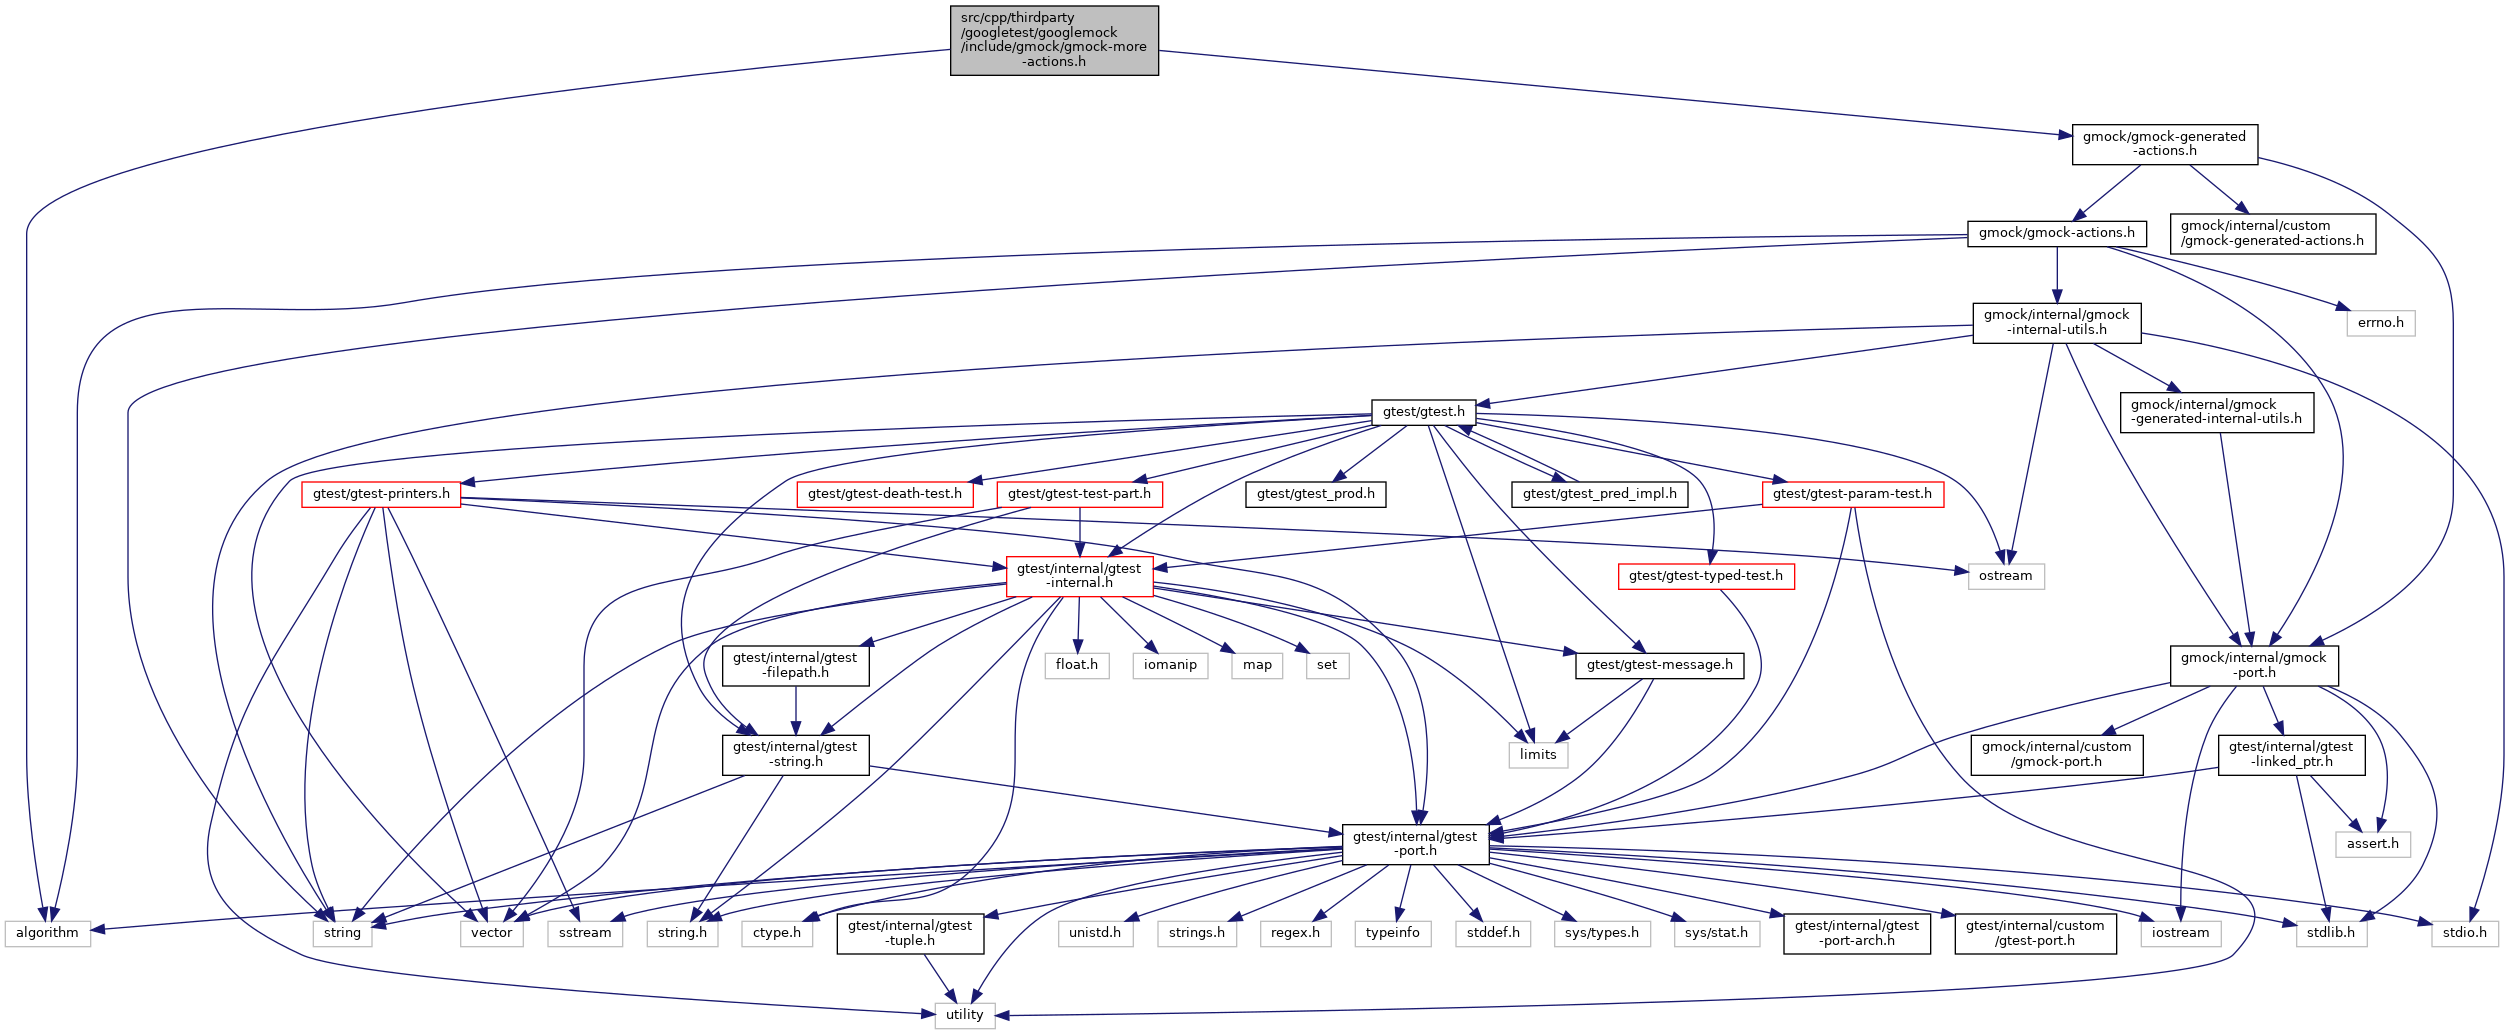 src/cpp/thirdparty
/googletest/googlemock
/include/gmock/gmock-more
-actions.h
gmock/gmock-generated
-actions.h
gmock/gmock-actions.h
gmock/internal/custom
/gmock-generated-actions.h
gmock/internal/gmock
-internal-utils.h
errno.h
gtest/gtest.h
gmock/internal/gmock
-generated-internal-utils.h
gtest/gtest-printers.h
gtest/gtest-death-test.h
gtest/gtest-test-part.h
gtest/gtest_prod.h
gtest/gtest_pred_impl.h
gtest/gtest-param-test.h
gtest/internal/gtest
-internal.h
gtest/gtest-typed-test.h
ostream
gtest/internal/gtest
-filepath.h
float.h
iomanip
map
set
gtest/gtest-message.h
gmock/internal/gmock
-port.h
gtest/internal/gtest
-string.h
limits
gmock/internal/custom
/gmock-port.h
gtest/internal/gtest
-linked_ptr.h
gtest/internal/gtest
-port.h
assert.h
algorithm
string
vector
sstream
string.h
ctype.h
gtest/internal/gtest
-tuple.h
unistd.h
strings.h
regex.h
typeinfo
stddef.h
sys/types.h
sys/stat.h
gtest/internal/gtest
-port-arch.h
gtest/internal/custom
/gtest-port.h
iostream
stdlib.h
stdio.h
utility